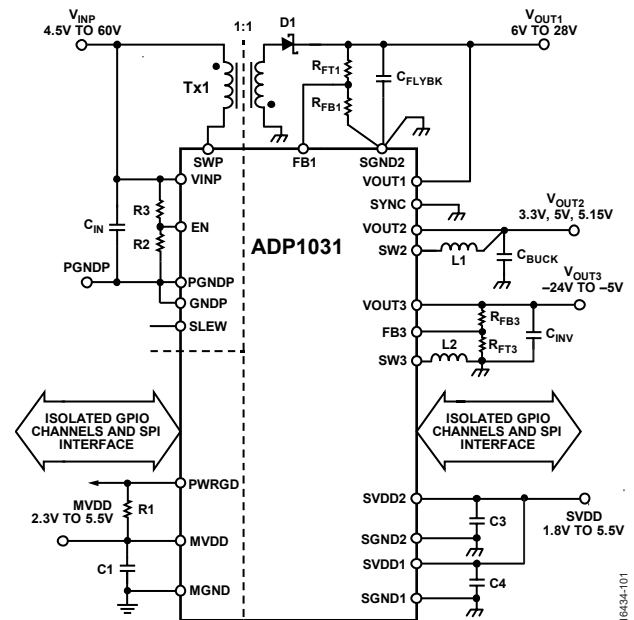 VINP
4.5V TO 60V
1:1
D1
VOUT1
6V TO 28V
Tx1
RFT1
RFB1
CFLYBK
SWP
FB1
SGND2
VINP
EN
R3
R2
CIN
PGNDP
PGNDP
GNDP
SLEW
ADP1031
VOUT1
SYNC
VOUT2
SW2
L1
VOUT2
3.3V, 5V, 5.15V
CBUCK
VOUT3
FB3
SW3
L2
RFB3
RFT3
CINV
VOUT3
–24V TO –5V
ISOLATED GPIO
CHANNELS AND SPI
INTERFACE
ISOLATED GPIO
CHANNELS AND SPI
INTERFACE
PWRGD
MVDD
2.3V TO 5.5V
R1
MVDD
C1
MGND
SVDD2
SGND2
SVDD1
SGND1
C3
C4
SVDD
1.8V TO 5.5V
16434-101